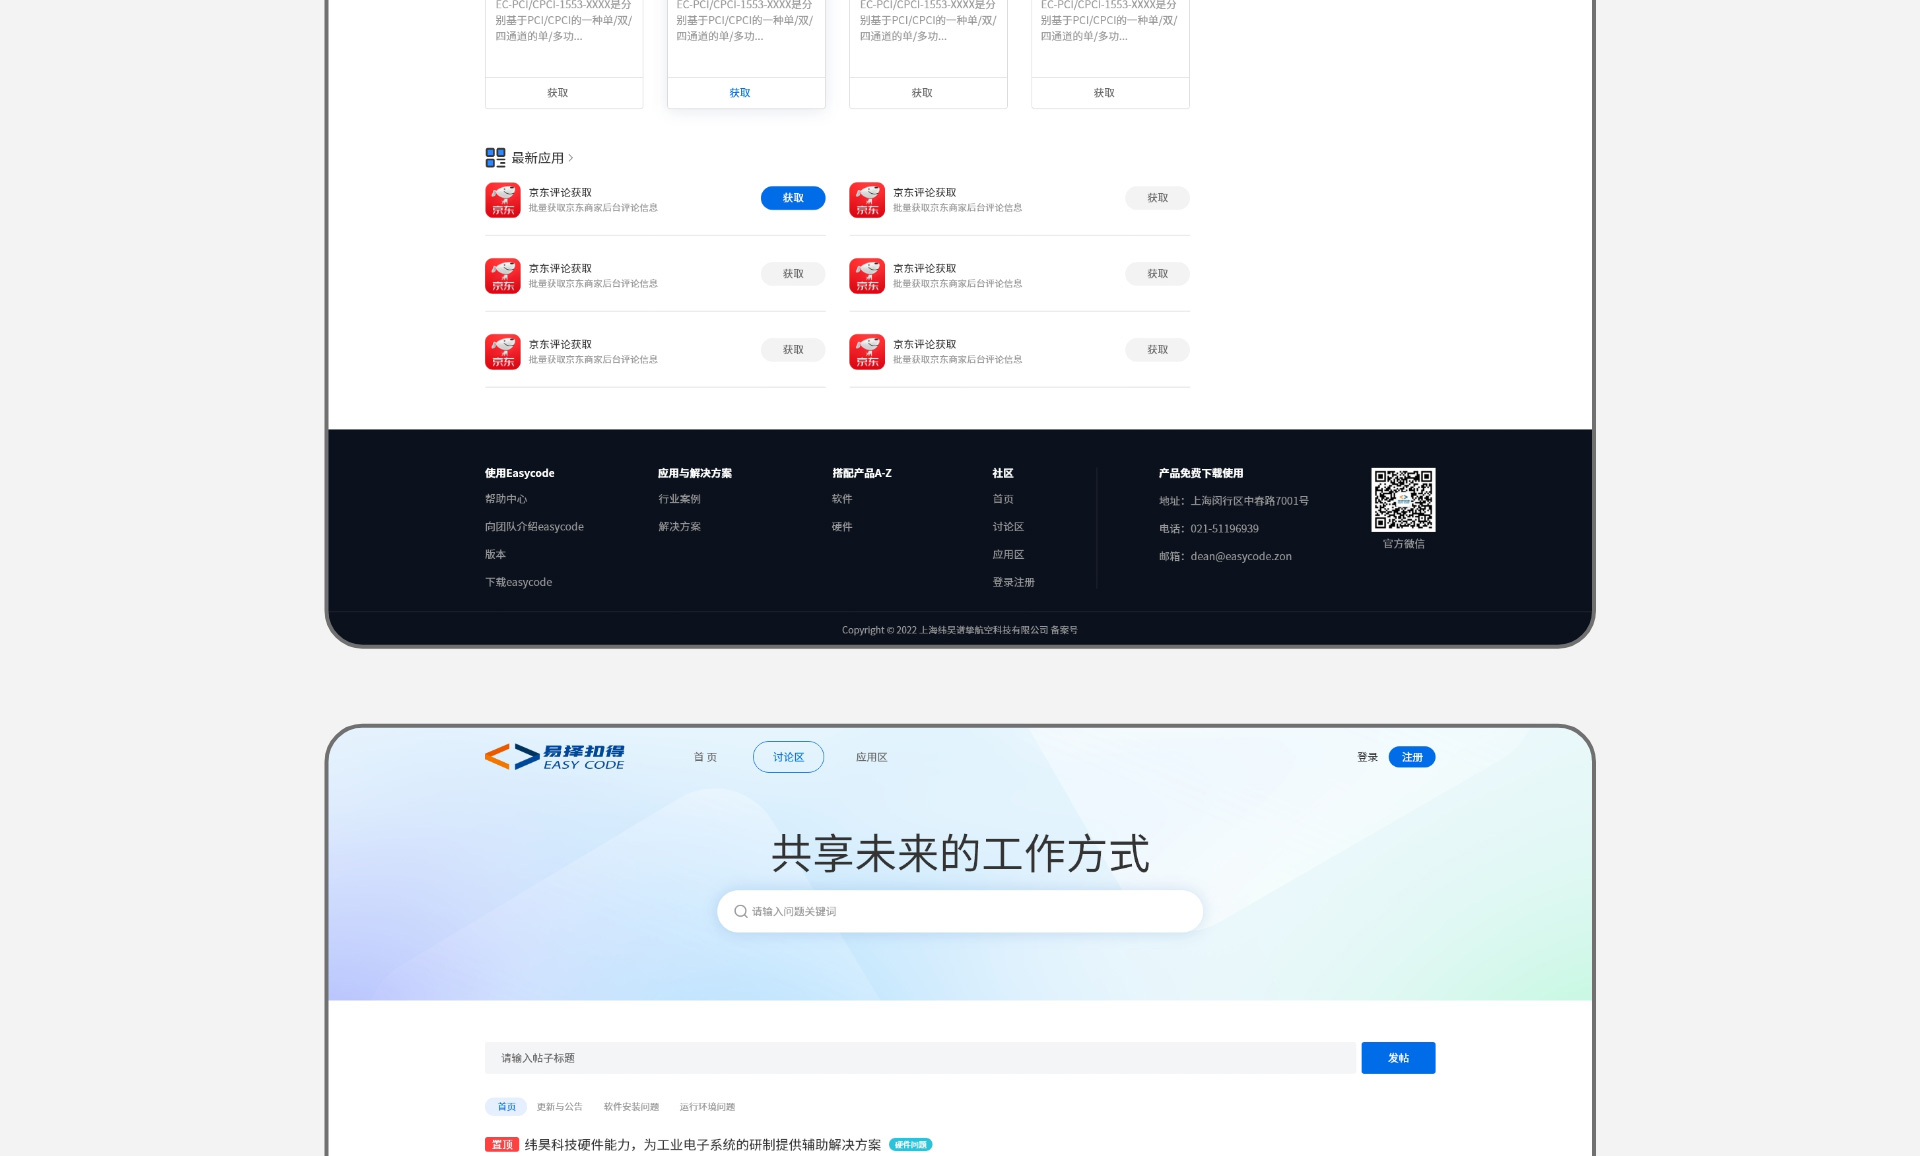 EC-PCI/CPCI-1553-XXXX是分
别基于PCI/CPCI的一种单/双/
四通道的单/多功...
获取
EC-PCI/CPCI-1553-XXXX是分
别基于PCI/CPCI的一种单/双/
四通道的单/多功...
获取
EC-PCI/CPCI-1553-XXXX是分
别基于PCI/CPCI的一种单/双/
四通道的单/多功...
获取
EC-PCI/CPCI-1553-XXXX是分
别基于PCI/CPCI的一种单/双/
四通道的单/多功...
获取
最新应用
京东
京东评论获取
批量获取京东商家后台评论信息
获取
京东
京东评论获取
批量获取京东商家后台评论信息
获取
京东
京东评论获取
批量获取京东商家后台评论信息
获取
京东
京东评论获取
批量获取京东商家后台评论信息
获取
京东
京东评论获取
批量获取京东商家后台评论信息
获取
京东
京东评论获取
批量获取京东商家后台评论信息
获取
使用Easycode
帮助中心
向团队介绍easycode
版本
下载easycode
应用与解决方案
行业案例
解决方案
搭配产品A-Z
软件
硬件
社区
首页
讨论区
应用区
登录注册
产品免费下载使用
地址：上海闵行区中春路7001号
电话：021-51196939
邮箱：dean@easycode.zon
官方微信
Copyright © 2022 上海纬昊谱挚航空科技有限公司 备案号
易择扣得
EASY CODE
首 页
讨论区
应用区
登录
注册
共享未来的工作方式
请输入问题关键词
请输入帖子标题
发帖
首页
更新与公告
软件安装问题
运行环境问题
置顶
纬昊科技硬件能力，为工业电子系统的研制提供辅助解决方案
硬件问题